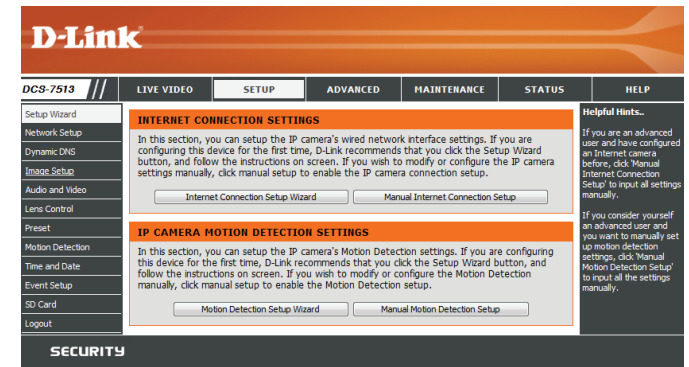 D-Link
DCS-7513 // LIVE VIDEO SETUP ADVANCED MAINTENANCE STATUS HELP
Setup Wizard
Network Setup
Dynamic DNS
Image Setup
Audio and Video
Lens Control
Preset
Motion Detection
Time and Date
Event Setup
SD Card
Logout
INTERNET CONNECTION SETTINGS
In this section, you can setup the IP camera's wired network interface settings. If you are
configuring this device for the first time, D-Link recommends that you click the Setup Wizard
button, and follow the instructions on screen. If you wish to modify or configure the IP camera
settings manually, click manual setup to enable the IP camera connection setup.
Internet Connection Setup Wizard Manual Internet Connection Setup
IP CAMERA MOTION DETECTION SETTINGS
In this section, you can setup the IP camera's Motion Detection settings. If you are configuring
this device for the first time, D-Link recommends that you click the Setup Wizard button, and
follow the instructions on screen. If you wish to modify or configure the Motion Detection
manually, click manual setup to enable the Motion Detection setup.
Motion Detection Setup Wizard Manual Motion Detection Setup
Helpful Hints..
If you are an advanced
user and have configured
an Internet camera
before, click 'Manual
Internet Connection
Setup' to input all settings
manually.
If you consider yourself
an advanced user and
you want to manually set
up motion detection
settings, click 'Manual
Motion Detection Setup'
to input all the settings
manually.
SECURITY